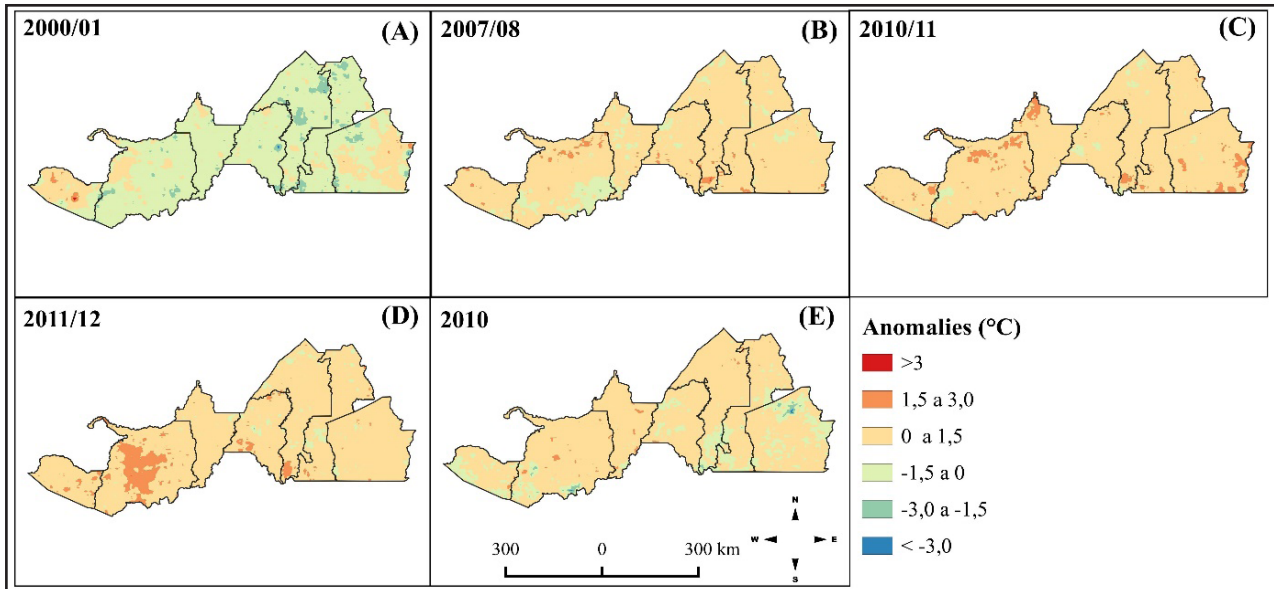 2000/01 (A)
2007/08 (B)
2010/11 (C)
2011/12 (D)
2010 (E)
N
W E
S
300 0 300 km
Anomalies (°C)
>3
1,5 a 3,0
0 a 1,5
-1,5 a 0
-3,0 a -1,5
< -3,0